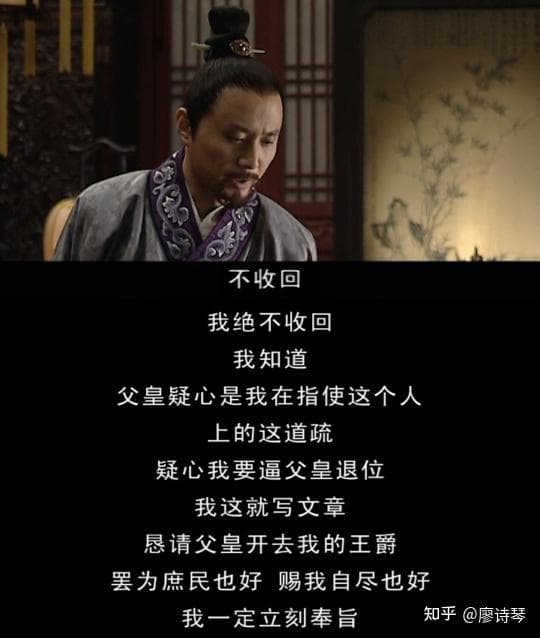 不收回
我绝不收回
我知道
父皇疑心是我在指使这个人
上的这道疏
疑心我要逼父皇退位
我这就写文章
恳请父皇开去我的王爵
罢为庶民也好 赐我自尽也好
我一定立刻奉旨
知乎 @廖诗琴